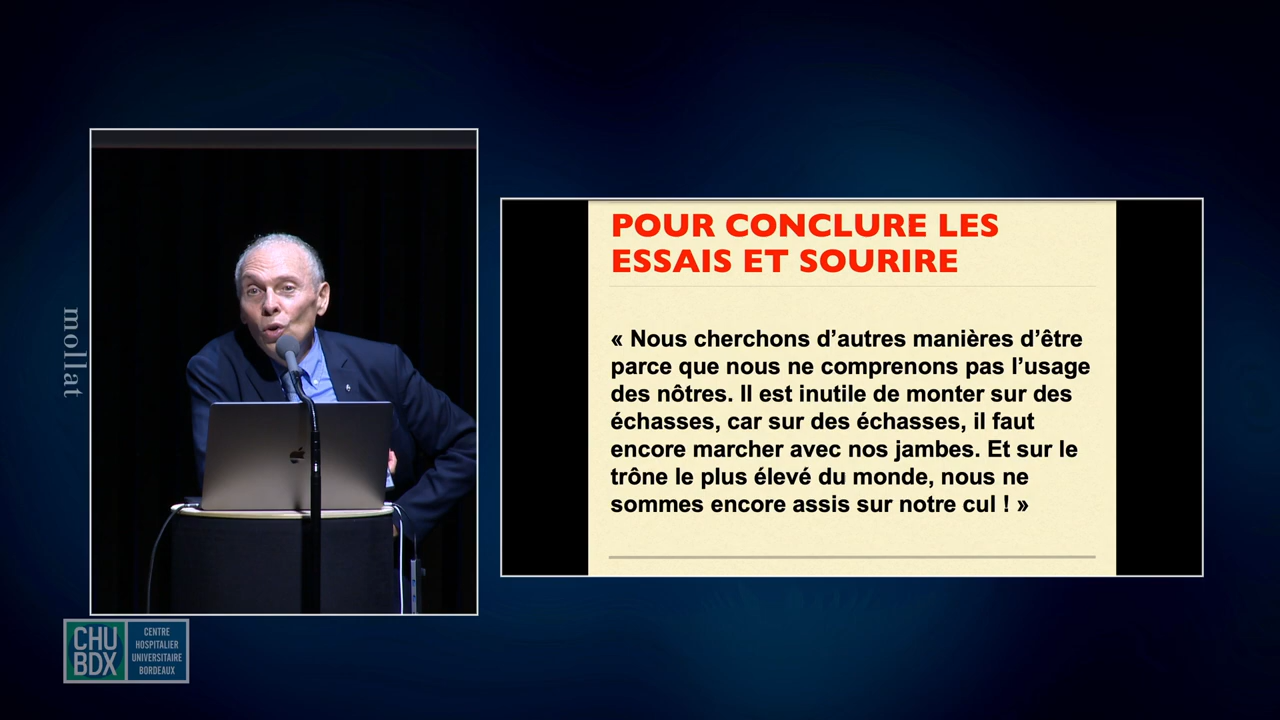 mollat
CHU
BDX
CENTRE
HOSPITALIER
UNIVERSITAIRE
BORDEAUX
POUR CONCLURE LES
ESSAIS ET SOURIRE
« Nous cherchons d’autres manières d’être
parce que nous ne comprenons pas l’usage
des nôtres. Il est inutile de monter sur des
échasses, car sur des échasses, il faut
encore marcher avec nos jambes. Et sur le
trône le plus élevé du monde, nous ne
sommes encore assis sur notre cul ! »